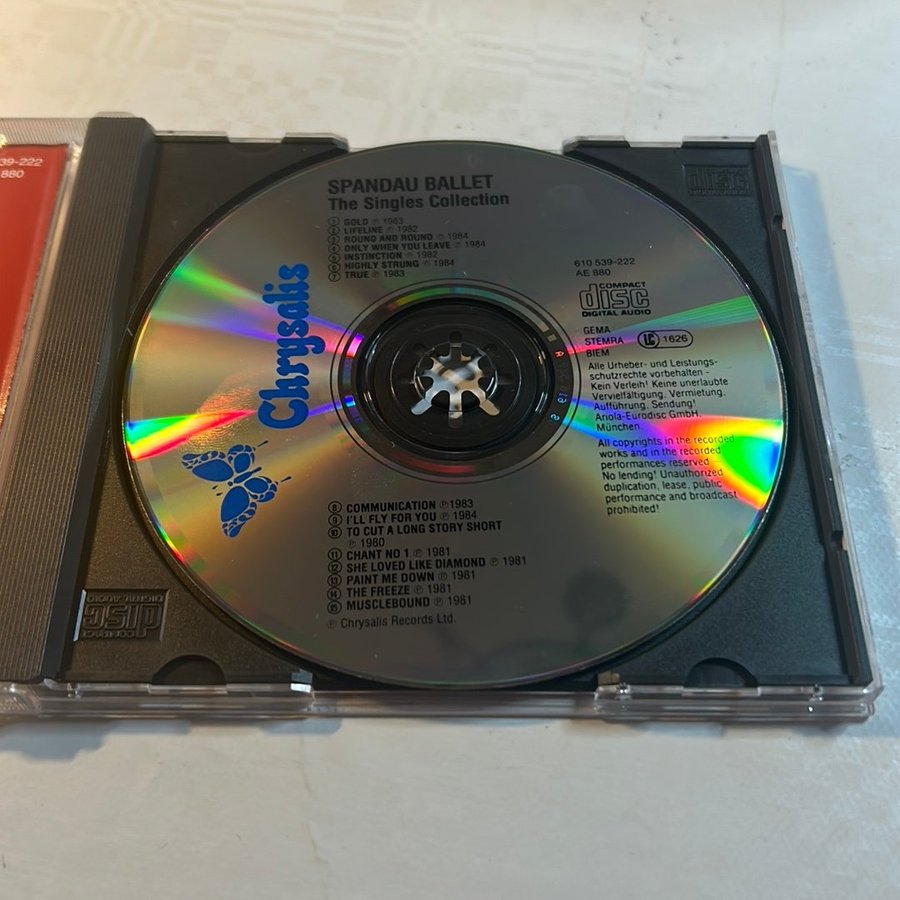 39-222
880
SPANDAU BALLET
The Singles Collection
① GOLD ℗ 1983
② LIFELINE ℗ 1982
③ ROUND AND ROUND ℗ 1984
④ ONLY WHEN YOU LEAVE ℗ 1984
⑤ INSTINCTION ℗ 1982
⑥ HIGHLY STRUNG ℗ 1984
⑦ TRUE ℗ 1983
610 539-222
AE 880
COMPACT
disc
DIGITAL AUDIO
GEMA
STEMRA
BIEM
LC 1626
Alle Urheber- und Leistungs-
schutzrechte vorbehalten -
Kein Verleih! Keine unerlaubte
Vervielfältigung, Vermietung,
Aufführung, Sendung!
Ariola-Eurodisc GmbH.
München.
All copyrights in the recorded
works and in the recorded
performances reserved
No lending! Unauthorized
duplication, lease, public
performance and broadcast
prohibited!
Chrysalis
⑧ COMMUNICATION ℗ 1983
⑨ I'LL FLY FOR YOU ℗ 1984
⑩ TO CUT A LONG STORY SHORT
℗ 1980
⑪ CHANT NO 1 ℗ 1981
⑫ SHE LOVED LIKE DIAMOND ℗ 1981
⑬ PAINT ME DOWN ℗ 1981
⑭ THE FREEZE ℗ 1981
⑮ MUSCLEBOUND ℗ 1981
℗ Chrysalis Records Ltd.
COMPACT
disc
DIGITAL AUDIO
disc